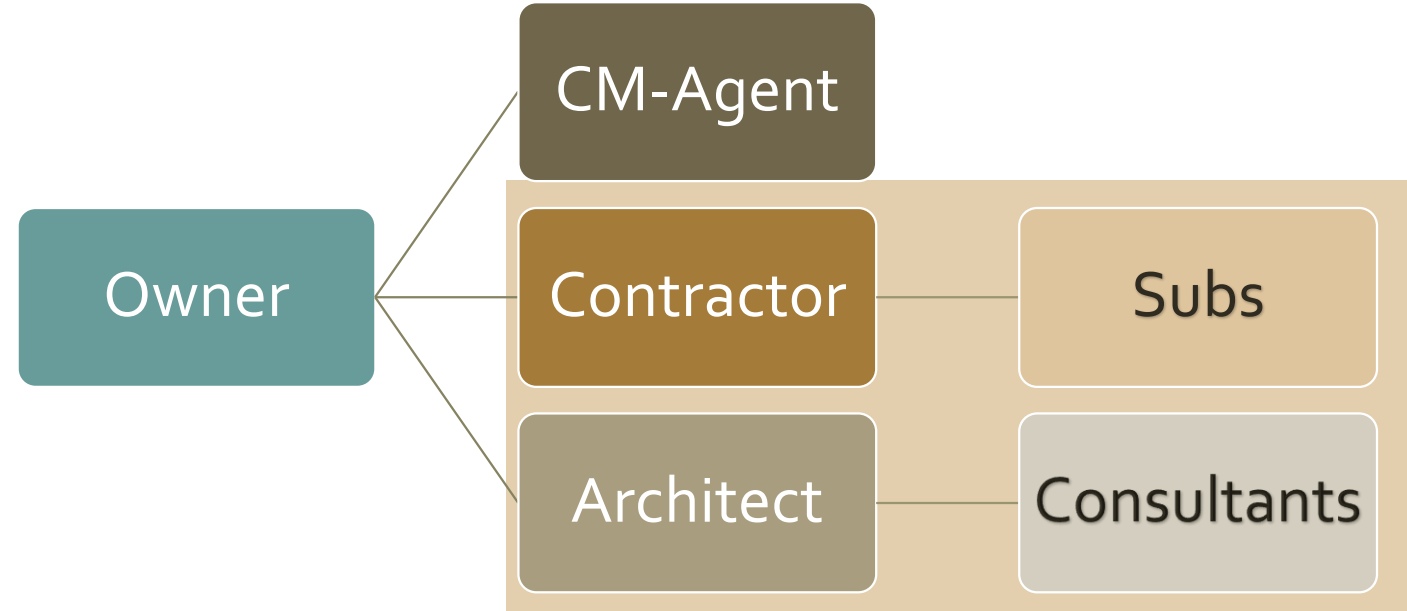 CM-Agent
Owner
Contractor
Subs
Architect
Consultants